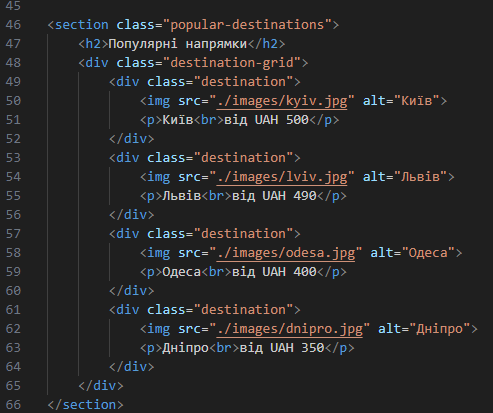 45
46 <section class="popular-destinations">
47 <h2>Популярні напрямки</h2>
48 <div class="destination-grid">
49 <div class="destination">
50 <img src="./images/kyiv.jpg" alt="Київ">
51 <p>Київ<br>від UAH 500</p>
52 </div>
53 <div class="destination">
54 <img src="./images/lviv.jpg" alt="Львів">
55 <p>Львів<br>від UAH 490</p>
56 </div>
57 <div class="destination">
58 <img src="./images/odesa.jpg" alt="Одеса">
59 <p>Одеса<br>від UAH 400</p>
60 </div>
61 <div class="destination">
62 <img src="./images/dnipro.jpg" alt="Дніпро">
63 <p>Дніпро<br>від UAH 350</p>
64 </div>
65 </div>
66 </section>